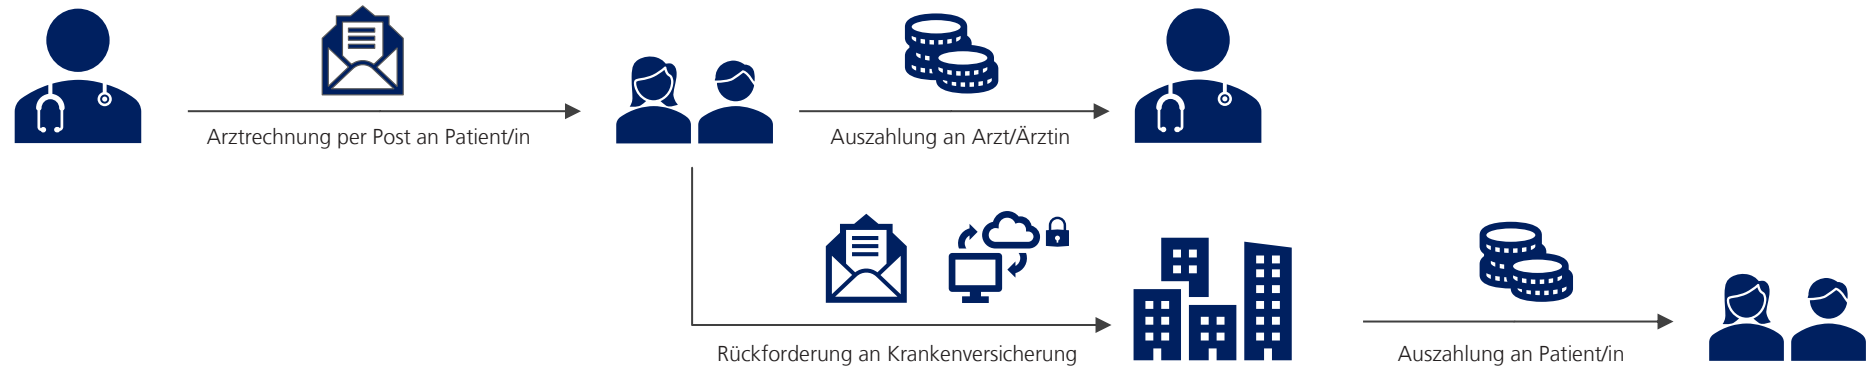 Arztrechnung per Post an Patient/in
Auszahlung an Arzt/Ärztin
Rückforderung an Krankenversicherung
Auszahlung an Patient/in